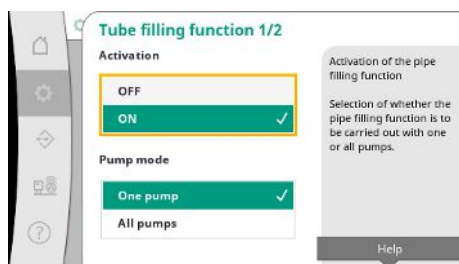 Tube filling function 1/2
Activation
OFF
ON
Pump mode
One pump
All pumps
Activation of the pipe
filling function
Selection of whether the
pipe filling function is to
be carried out with one
or all pumps.
Help